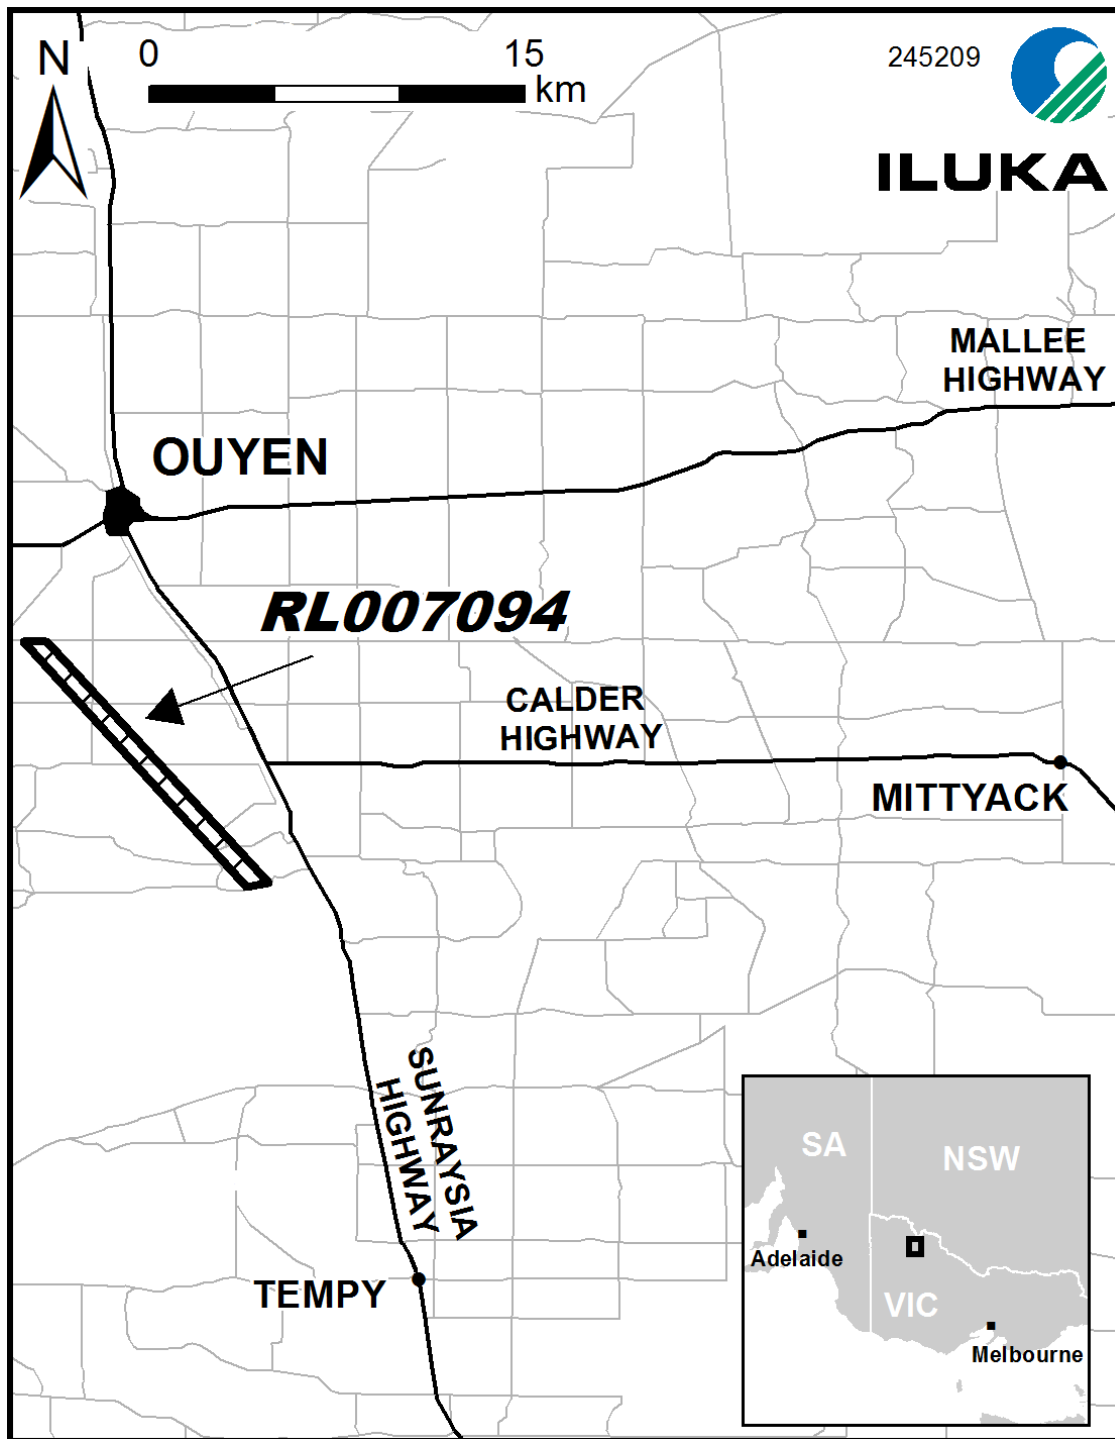 N
0
15
km
245209
ILUKA
MALLEE
HIGHWAY
OUYEN
RL007094
CALDER
HIGHWAY
MITTYACK
SUNRAYSIA
HIGHWAY
TEMPY
SA
NSW
Adelaide
VIC
Melbourne